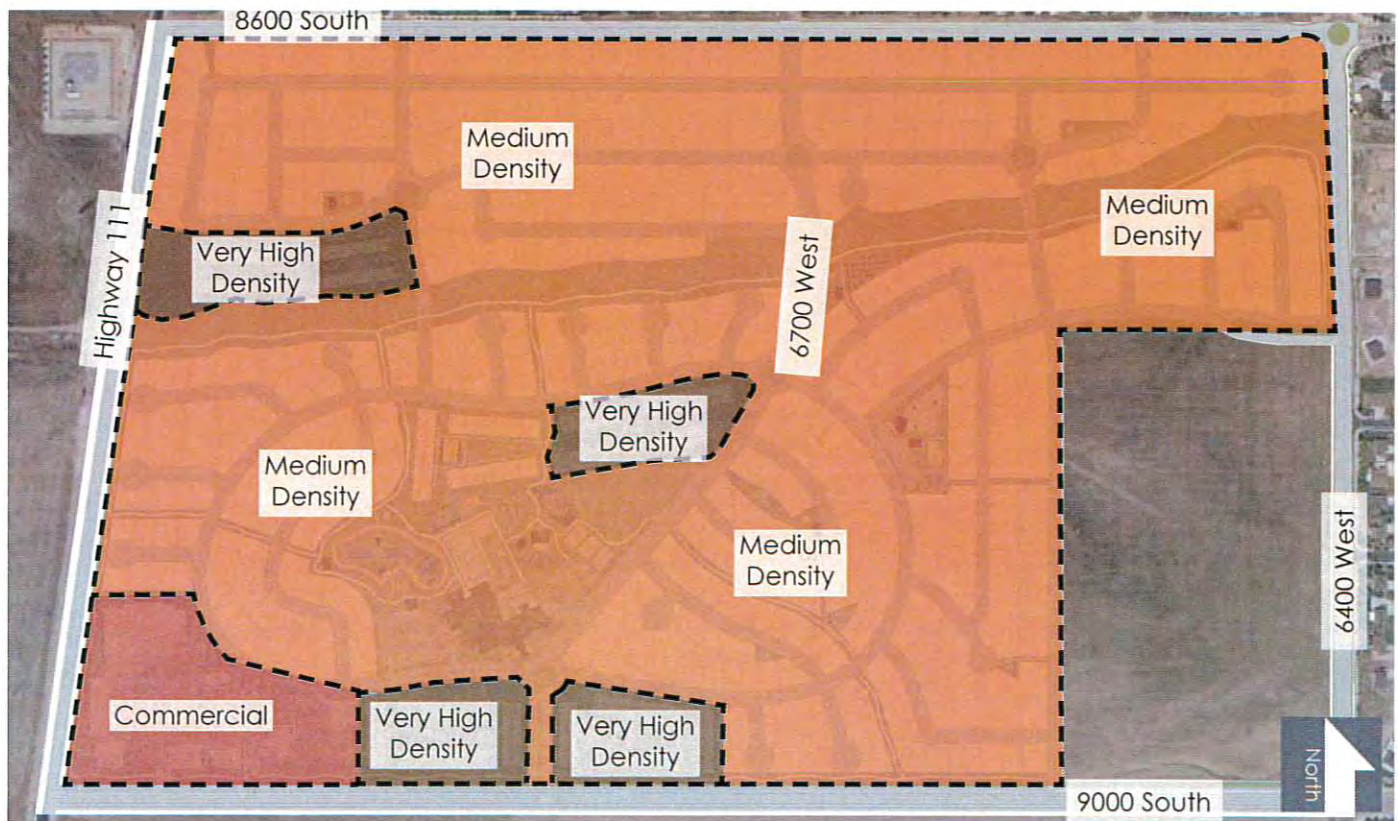 8600 South
Medium
Density
Medium
Density
Very High
Density
Highway 111
6700 West
Very High
Density
Medium
Density
Medium
Density
6400 West
Commercial
Very High
Density
Very High
Density
North
9000 South